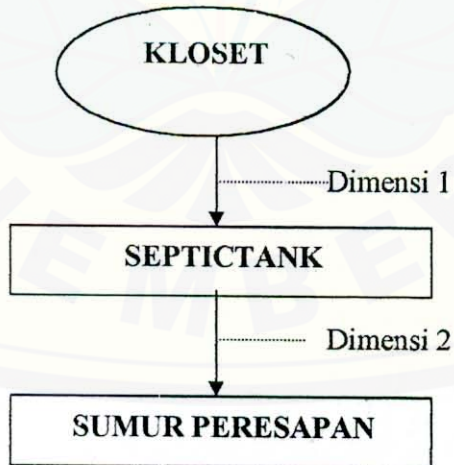 KLOSET
Dimensi 1
SEPTICTANK
Dimensi 2
SUMUR PERESAPAN